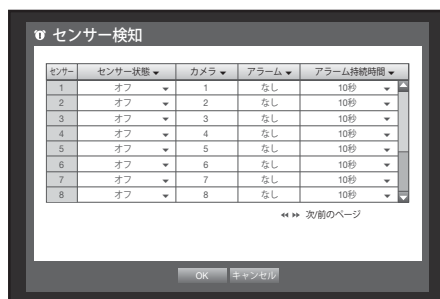 センサー検知
センサー センサー状態 カメラ アラーム アラーム持続時間
1 オフ 1 なし 10秒
2 オフ 2 なし 10秒
3 オフ 3 なし 10秒
4 オフ 4 なし 10秒
5 オフ 5 なし 10秒
6 オフ 6 なし 10秒
7 オフ 7 なし 10秒
8 オフ 8 なし 10秒
次/前のページ
OK キャンセル